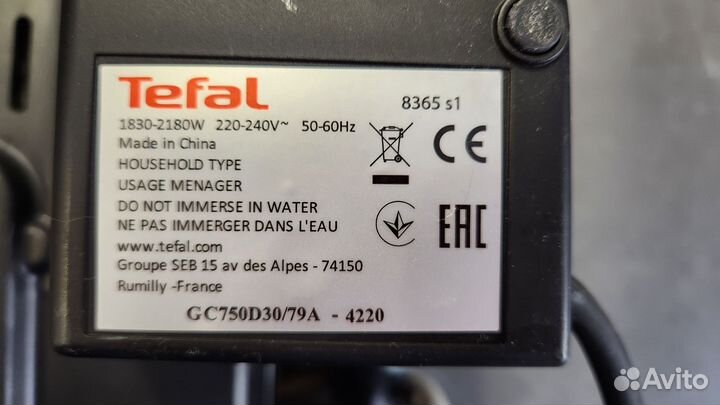 Tefal
8365 s1
1830-2180W 220-240V~ 50-60Hz
Made in China
HOUSEHOLD TYPE
USAGE MENAGER
DO NOT IMMERSE IN WATER
NE PAS IMMERGER DANS L'EAU
www.tefal.com
Groupe SEB 15 av des Alpes - 74150
Rumilly -France
GC750D30/79A - 4220
CE
EAC
Avito